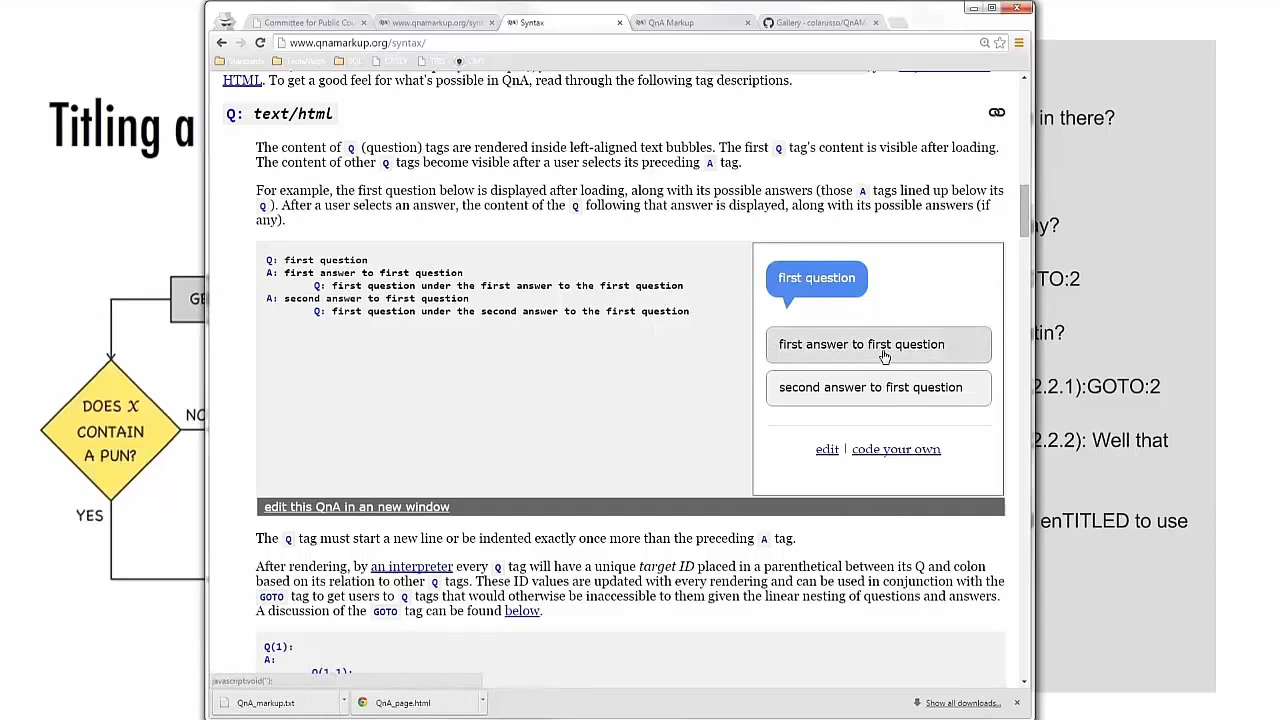 Committee for Public Cou
www.qnamarkup.org/synt
Syntax
QnA Markup
Gallery - colarusso/QnAM
www.qnamarkup.org/syntax/
HTML. To get a good feel for what's possible in QnA, read through the following tag descriptions.
Titling a
in there?
Q: text/html
The content of Q (question) tags are rendered inside left-aligned text bubbles. The first Q tag's content is visible after loading.
The content of other Q tags become visible after a user selects its preceding A tag.
For example, the first question below is displayed after loading, along with its possible answers (those A tags lined up below its
Q ). After a user selects an answer, the content of the Q following that answer is displayed, along with its possible answers (if
any).
ay?
Q: first question
A: first answer to first question
Q: first question under the first answer to the first question
A: second answer to first question
Q: first question under the second answer to the first question
first question
first answer to first question
second answer to first question
edit | code your own
TO:2
GE
tin?
2.2.1):GOTO:2
DOES X
CONTAIN
A PUN?
NO
2.2.2): Well that
YES
edit this QnA in an new window
enTITLED to use
The Q tag must start a new line or be indented exactly once more than the preceding A tag.
After rendering, by an interpreter every Q tag will have a unique target ID placed in a parenthetical between its Q and colon
based on its relation to other Q tags. These ID values are updated with every rendering and can be used in conjunction with the
GOTO tag to get users to Q tags that would otherwise be inaccessible to them given the linear nesting of questions and answers.
A discussion of the GOTO tag can be found below.
Q(1):
A:
Q(1.1):
javascript:void('');
QnA_markup.txt
QnA_page.html
Show all downloads...